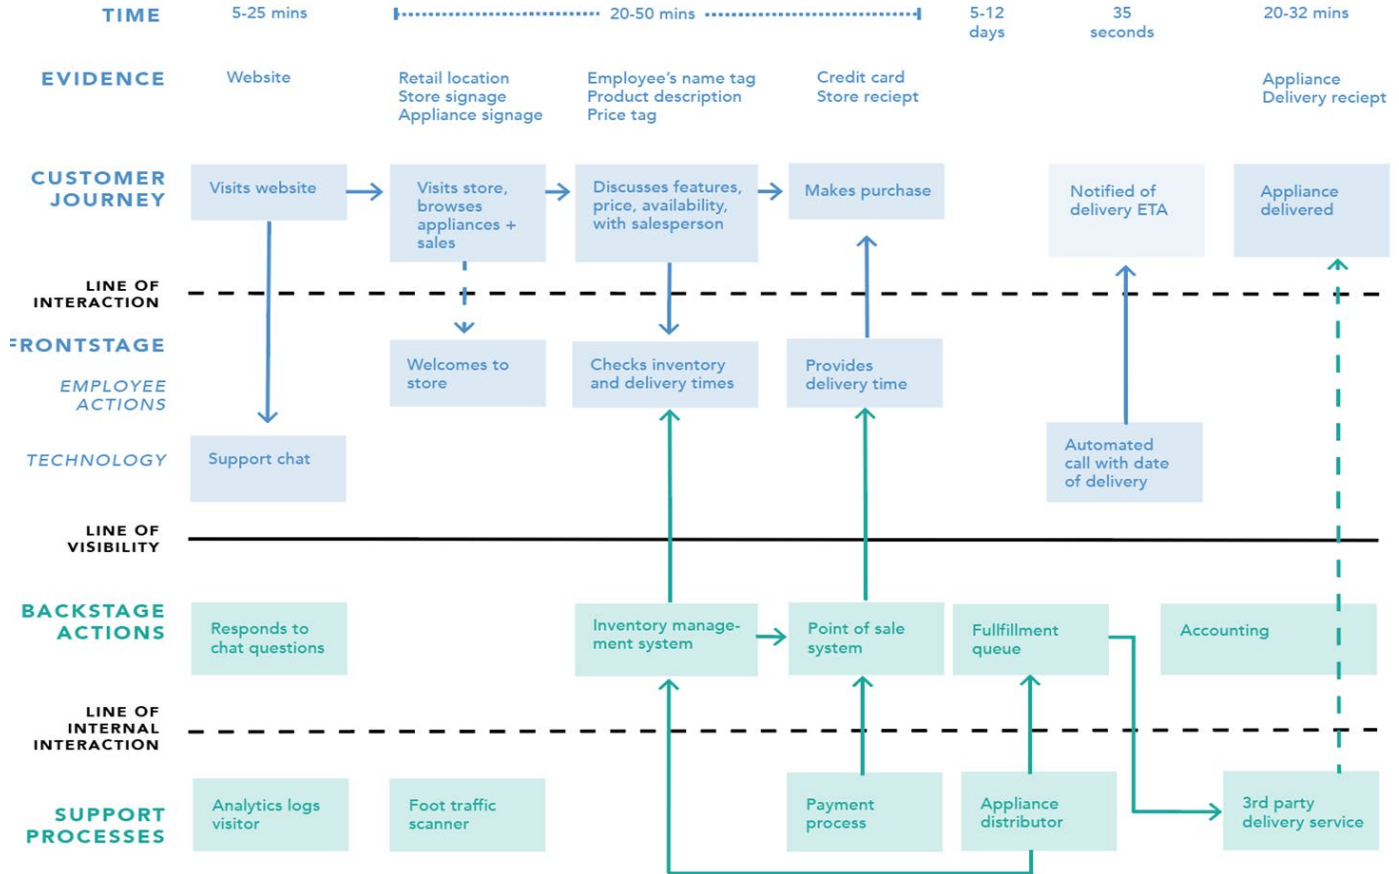 TIME
5-25 mins
20-50 mins
5-12
days
35
seconds
20-32 mins
EVIDENCE
Website
Retail location
Store signage
Appliance signage
Employee's name tag
Product description
Price tag
Credit card
Store reciept
Appliance
Delivery reciept
CUSTOMER
JOURNEY
Visits website
Visits store,
browses
appliances +
sales
Discusses features,
price, availability,
with salesperson
Makes purchase
Notified of
delivery ETA
Appliance
delivered
LINE OF
INTERACTION
FRONTSTAGE
EMPLOYEE
ACTIONS
Welcomes to
store
Checks inventory
and delivery times
Provides
delivery time
TECHNOLOGY
Support chat
Automated
call with date
of delivery
LINE OF
VISIBILITY
BACKSTAGE
ACTIONS
Responds to
chat questions
Inventory manage-
ment system
Point of sale
system
Fullfillment
queue
Accounting
LINE OF
INTERNAL
INTERACTION
SUPPORT
PROCESSES
Analytics logs
visitor
Foot traffic
scanner
Payment
process
Appliance
distributor
3rd party
delivery service